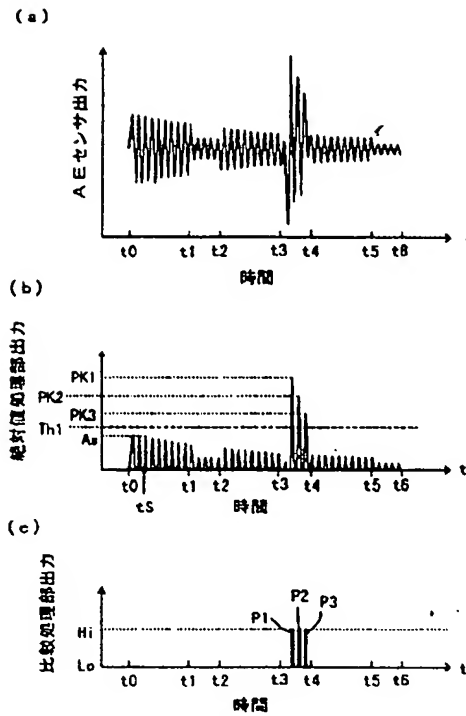 (a)
AEセンサ出力
t0 t1 t2 t3 t4 t5 t6 t
時間
(b)
絶対値処理部出力
PK1
PK2
PK3
Th1
As
t0 tS t1 t2 t3 t4 t5 t6 t
時間
(c)
比較処理部出力
P1 P2 P3
Hi
Lo
t0 t1 t2 t3 t4 t5 t6 t
時間